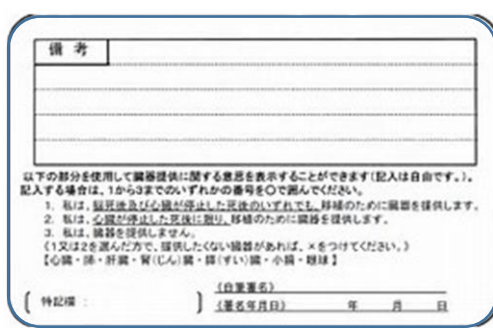 備考
以下の部分を使用して臓器提供に関する意思を表示することができます(記入は自由です。)。
記入する場合は、1から3までのいずれかの番号を〇で囲んでください。
1. 私は、脳死後及び心臓が停止した死後のいずれでも、移植のために臓器を提供します。
2. 私は、心臓が停止した死後に限り、移植のために臓器を提供します。
3. 私は、臓器を提供しません。
《1又は2を選んだ方で、提供したくない臓器があれば、×をつけてください。》
【心臓・肺・肝臓・腎(じん)臓・膵(すい)臓・小腸・眼球】
[特記欄: ]
《自筆署名》
《署名年月日》 年 月 日